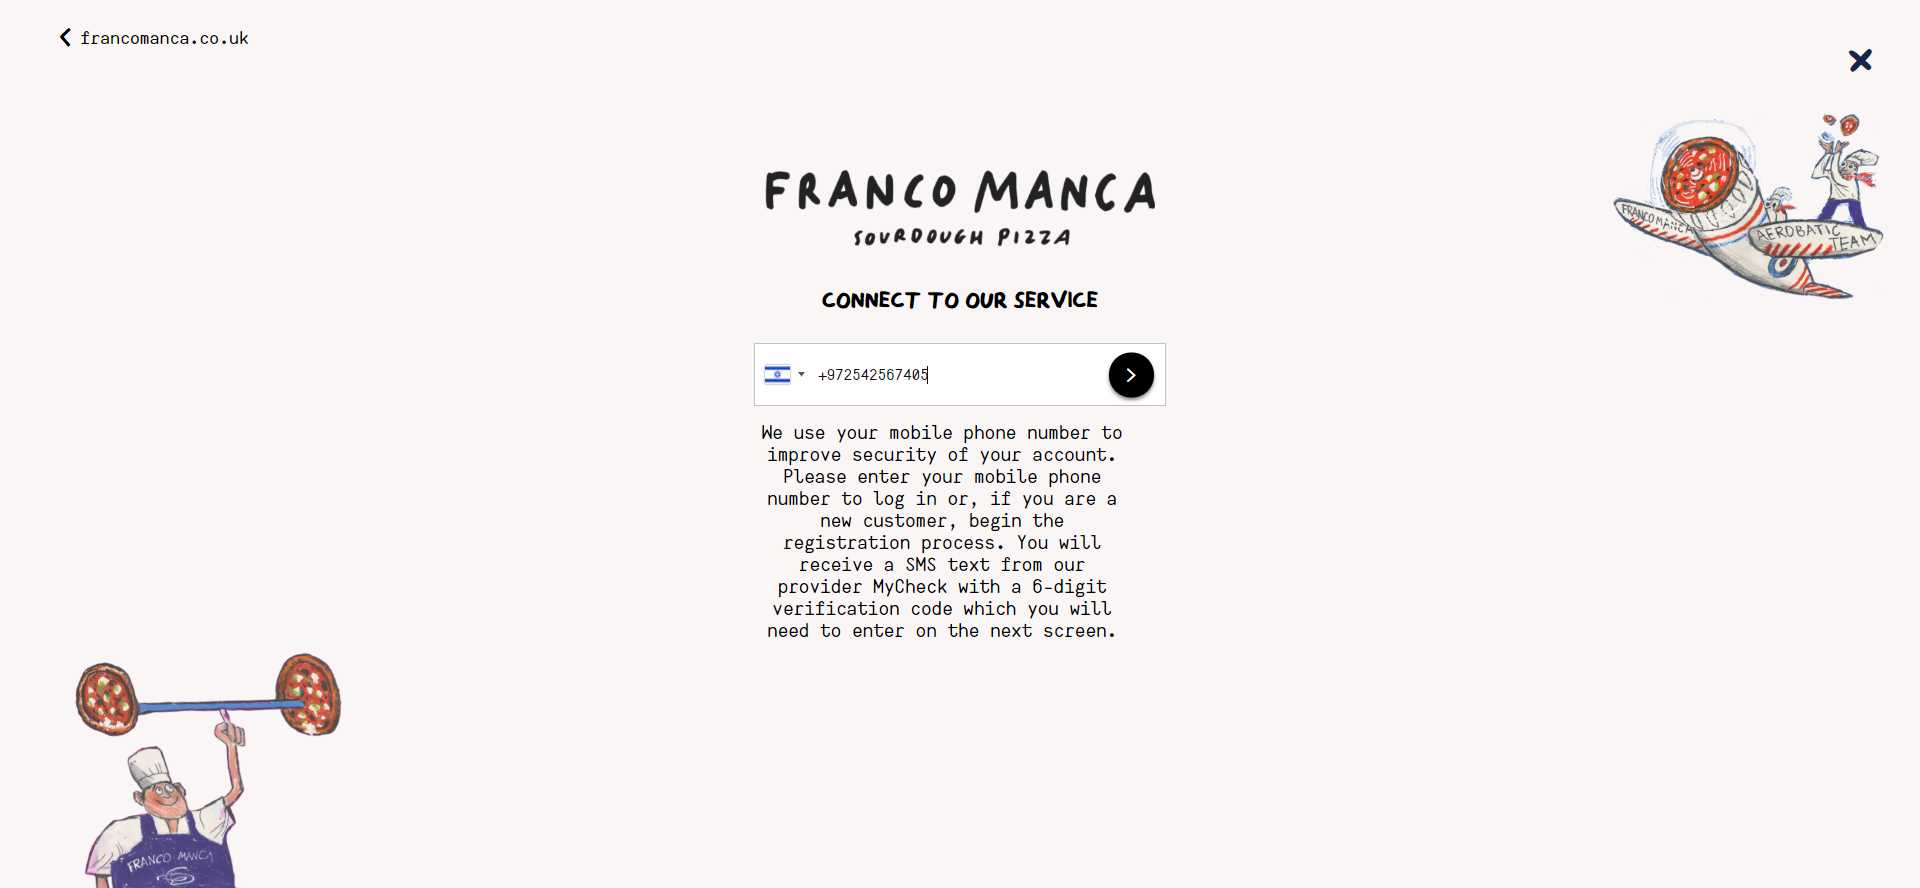 francomanca.co.uk
FRANCO MANCA
SOURDOUGH PIZZA
FRANCO MANCA
AEROBATIC
TEAM
CONNECT TO OUR SERVICE
+972542567405
We use your mobile phone number to
improve security of your account.
Please enter your mobile phone
number to log in or, if you are a
new customer, begin the
registration process. You will
receive a SMS text from our
provider MyCheck with a 6-digit
verification code which you will
need to enter on the next screen.
FRANCO MANCA